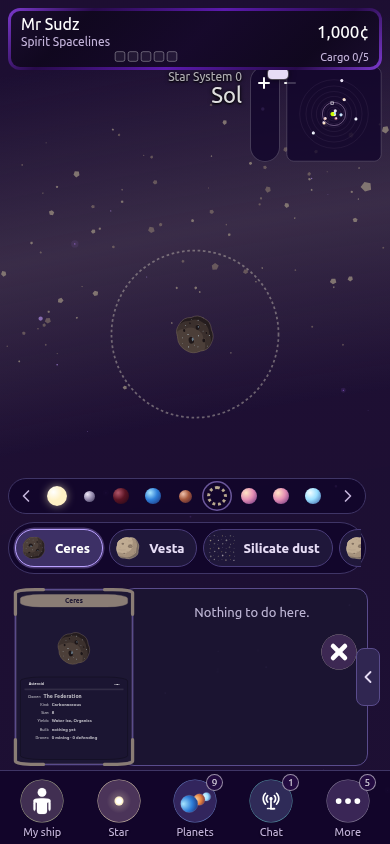 Mr Sudz
Spirit Spacelines
1,000¢
Cargo 0/5
Star System 0
Sol
Ceres
Vesta
Silicate dust
Ceres
Nothing to do here.
Asteroid
Owner The Federation
Kind Carbonaceous
Size 8
Yields Water ice, Organics
Built nothing yet
Drones 0 mining · 0 defending
My ship
Star
9
Planets
1
Chat
5
More